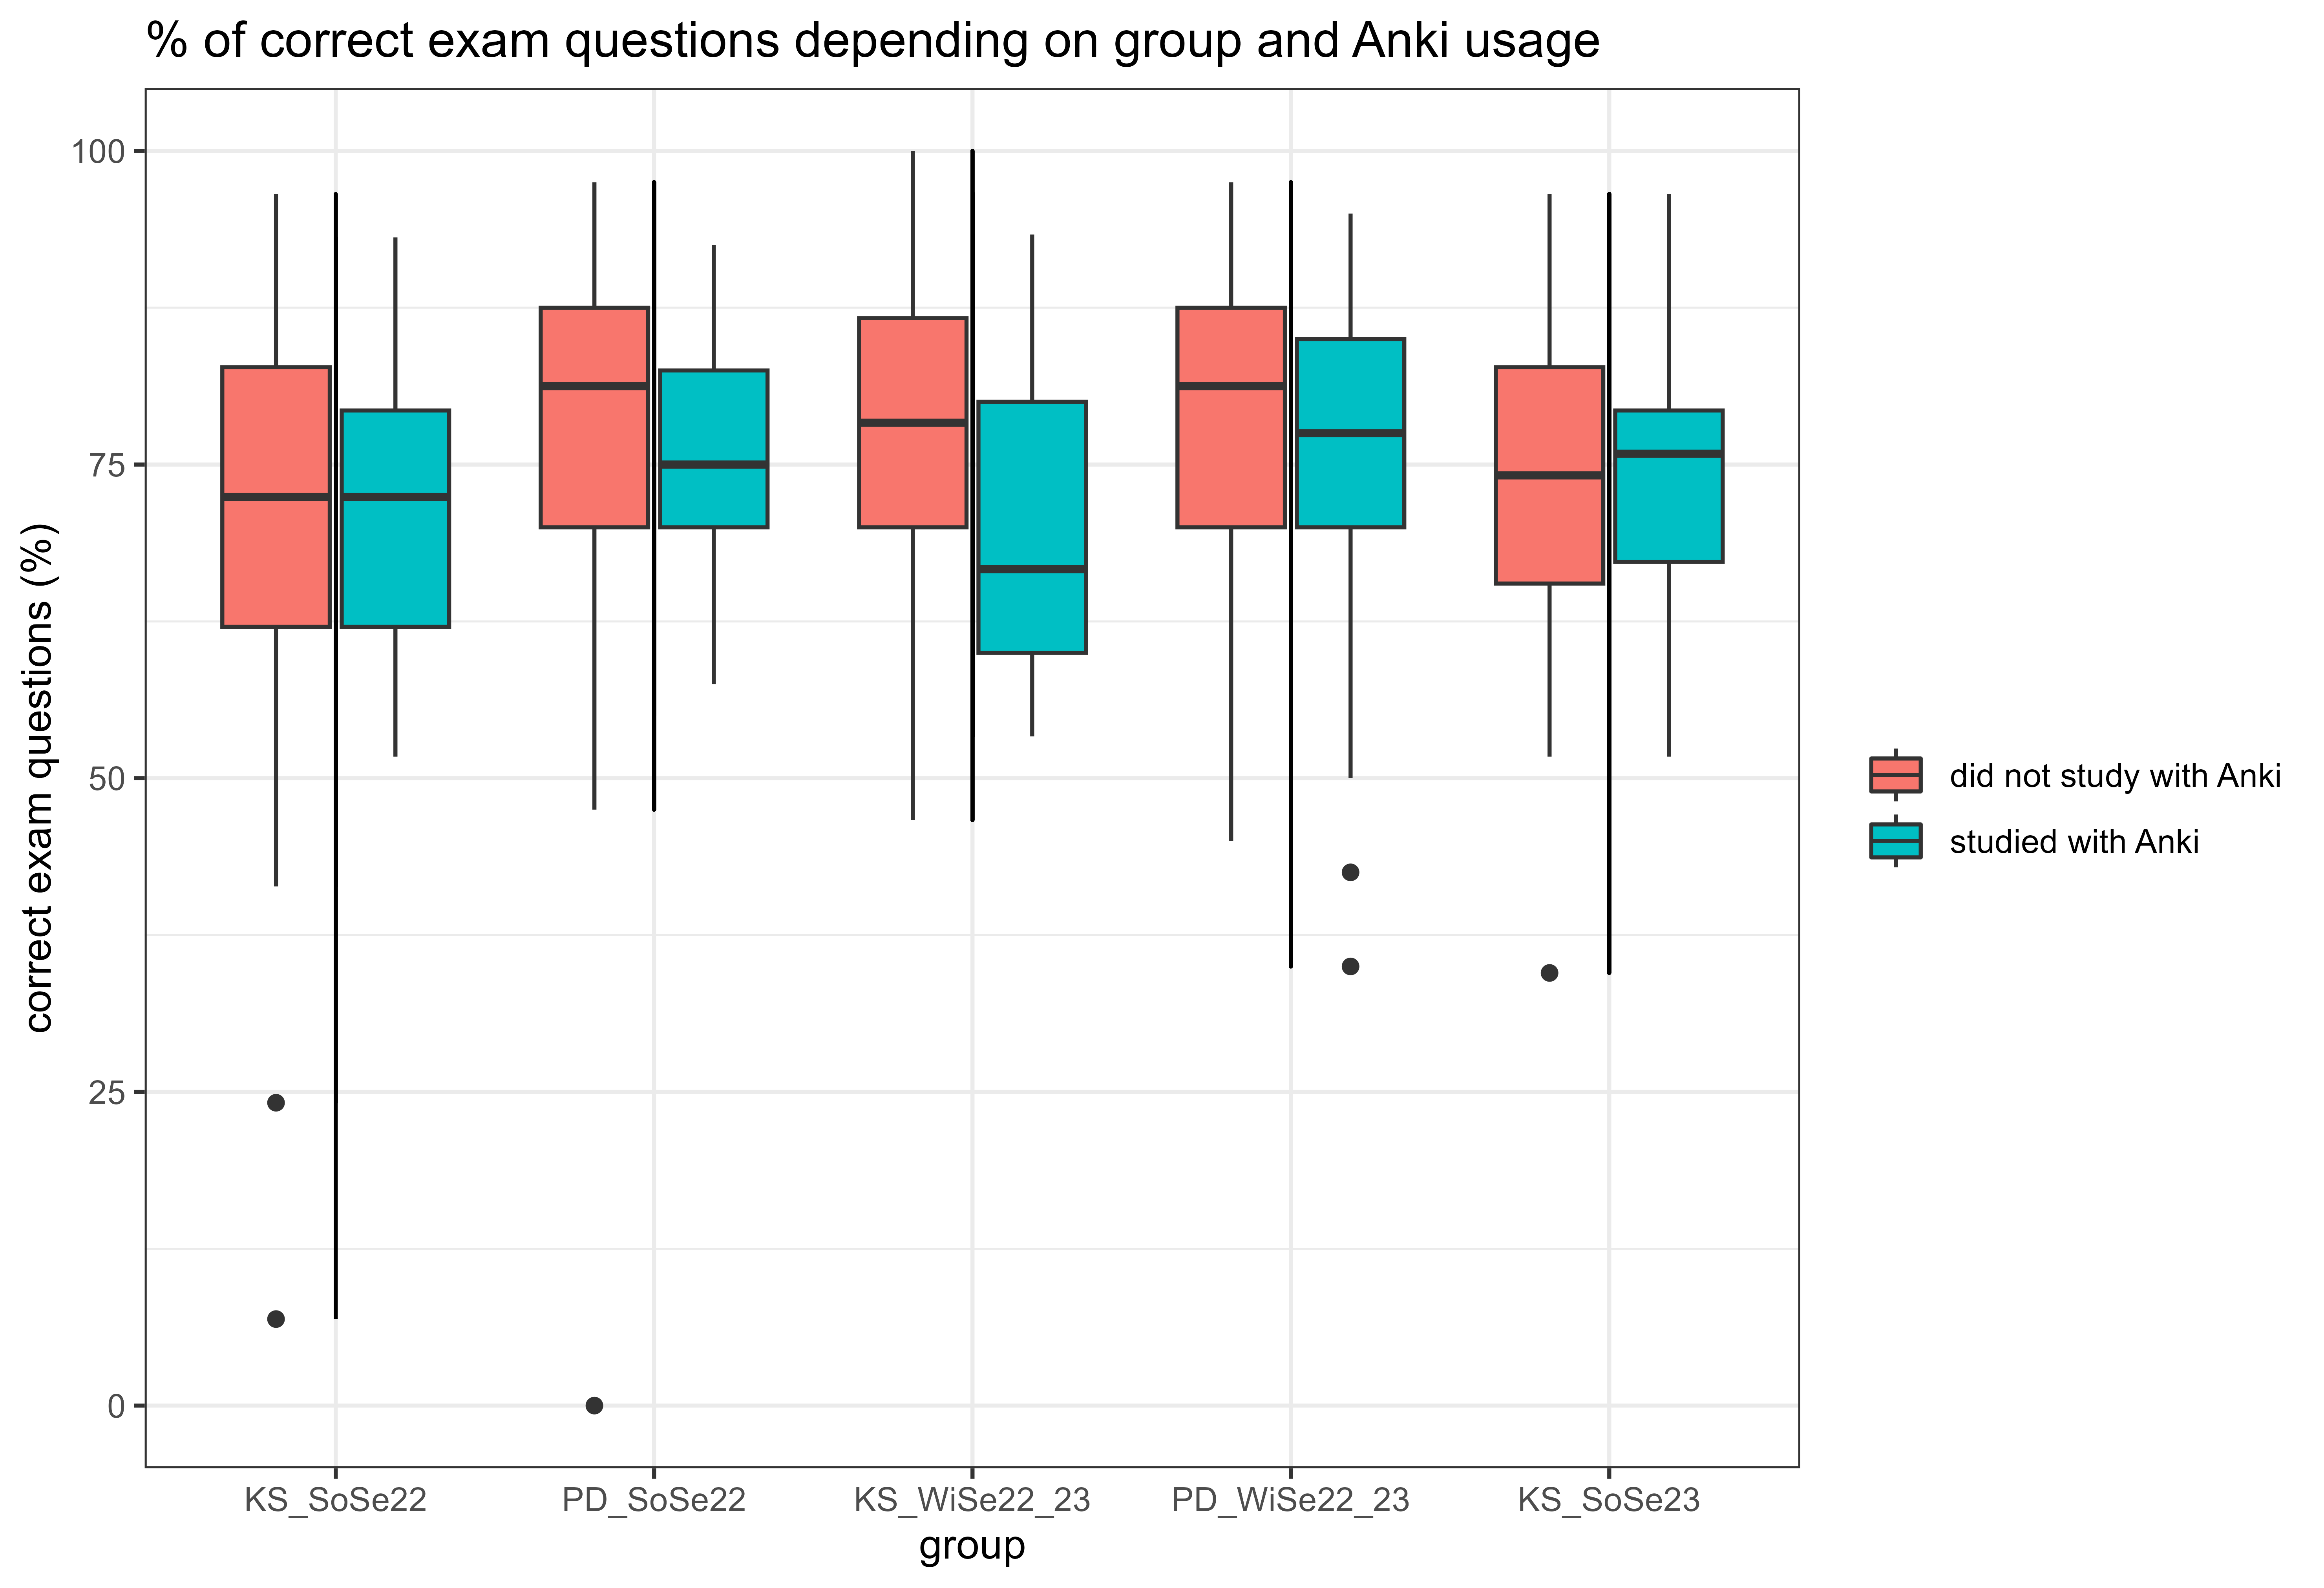 % of correct exam questions depending on group and Anki usage
correct exam questions (%)
100
75
50
25
0
KS_SoSe22
PD_SoSe22
KS_WiSe22_23
PD_WiSe22_23
KS_SoSe23
group
did not study with Anki
studied with Anki